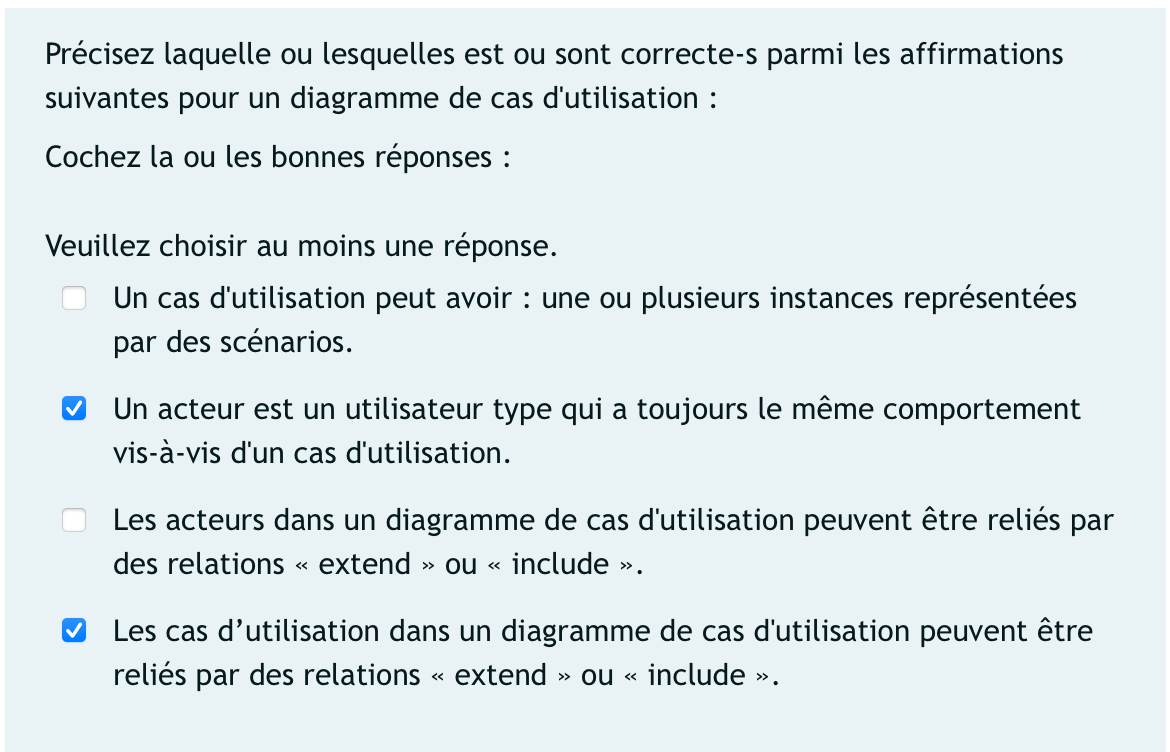 Précisez laquelle ou lesquelles est ou sont correcte-s parmi les affirmations
suivantes pour un diagramme de cas d'utilisation :
Cochez la ou les bonnes réponses :
Veuillez choisir au moins une réponse.
Un cas d'utilisation peut avoir : une ou plusieurs instances représentées
par des scénarios.
Un acteur est un utilisateur type qui a toujours le même comportement
vis-à-vis d'un cas d'utilisation.
Les acteurs dans un diagramme de cas d'utilisation peuvent être reliés par
des relations « extend » ou « include ».
Les cas d’utilisation dans un diagramme de cas d'utilisation peuvent être
reliés par des relations « extend » ou « include ».